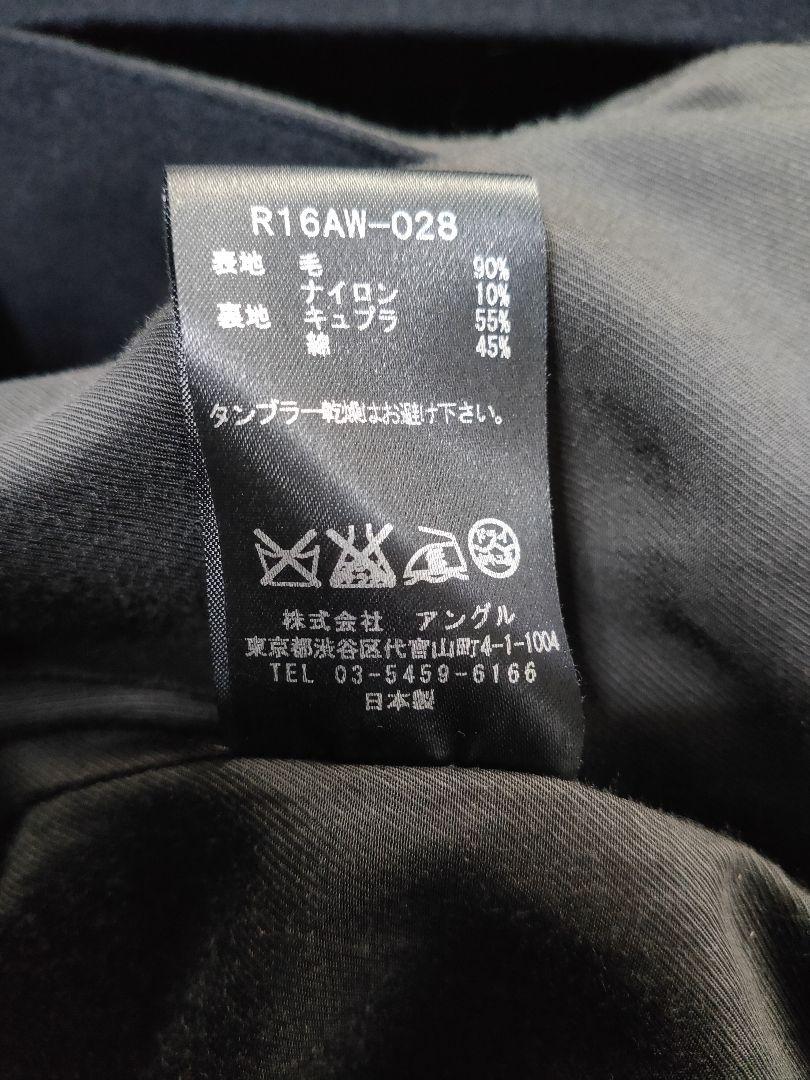 R16AW-028
表地 毛 90%
ナイロン 10%
裏地 キュプラ 55%
綿 45%
タンブラー乾燥はお避け下さい。
ドライ
株式会社 アングル
東京都渋谷区代官山町4-1-1004
TEL 03-5459-6166
日本製